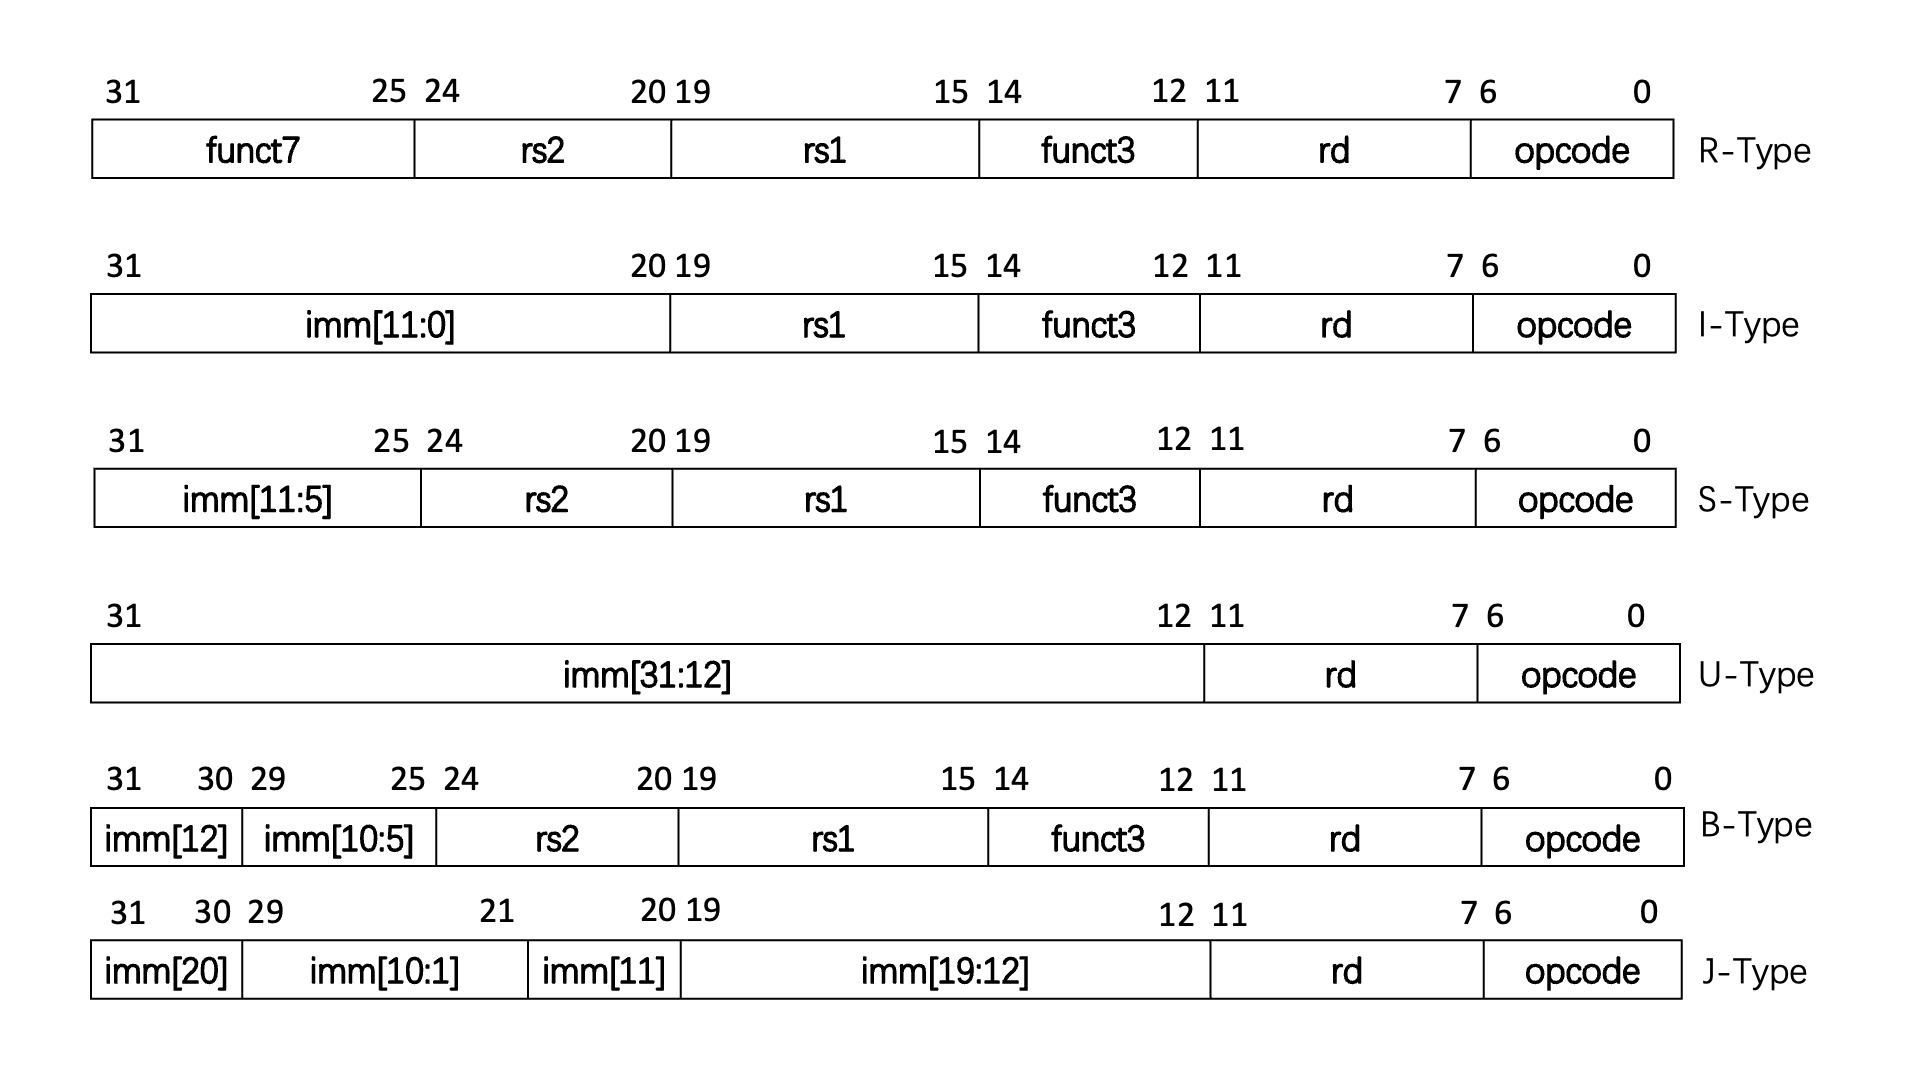 31 25 24 20 19 15 14 12 11 7 6 0
funct7 rs2 rs1 funct3 rd opcode R-Type
31 20 19 15 14 12 11 7 6 0
imm[11:0] rs1 funct3 rd opcode I-Type
31 25 24 20 19 15 14 12 11 7 6 0
imm[11:5] rs2 rs1 funct3 rd opcode S-Type
31 12 11 7 6 0
imm[31:12] rd opcode U-Type
31 30 29 25 24 20 19 15 14 12 11 7 6 0
imm[12] imm[10:5] rs2 rs1 funct3 rd opcode B-Type
31 30 29 21 20 19 12 11 7 6 0
imm[20] imm[10:1] imm[11] imm[19:12] rd opcode J-Type